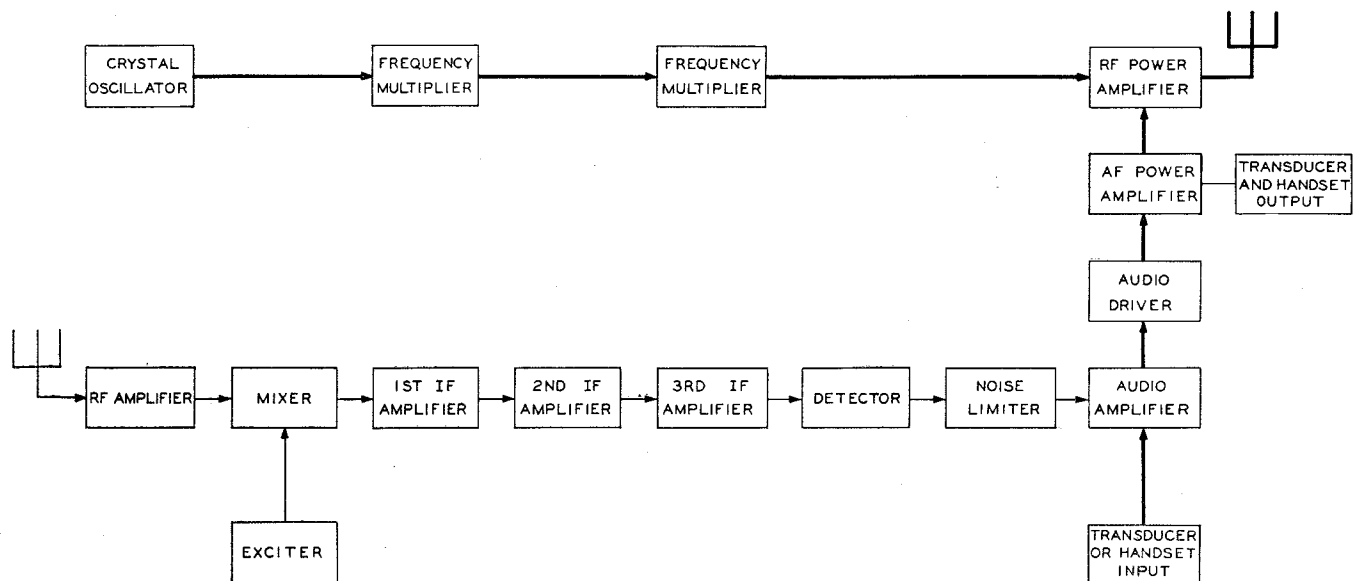 CRYSTAL
OSCILLATOR
FREQUENCY
MULTIPLIER
FREQUENCY
MULTIPLIER
RF POWER
AMPLIFIER
AF POWER
AMPLIFIER
TRANSDUCER
AND HANDSET
OUTPUT
AUDIO
DRIVER
RF AMPLIFIER
MIXER
1ST IF
AMPLIFIER
2ND IF
AMPLIFIER
3RD IF
AMPLIFIER
DETECTOR
NOISE
LIMITER
AUDIO
AMPLIFIER
EXCITER
TRANSDUCER
OR HANDSET
INPUT